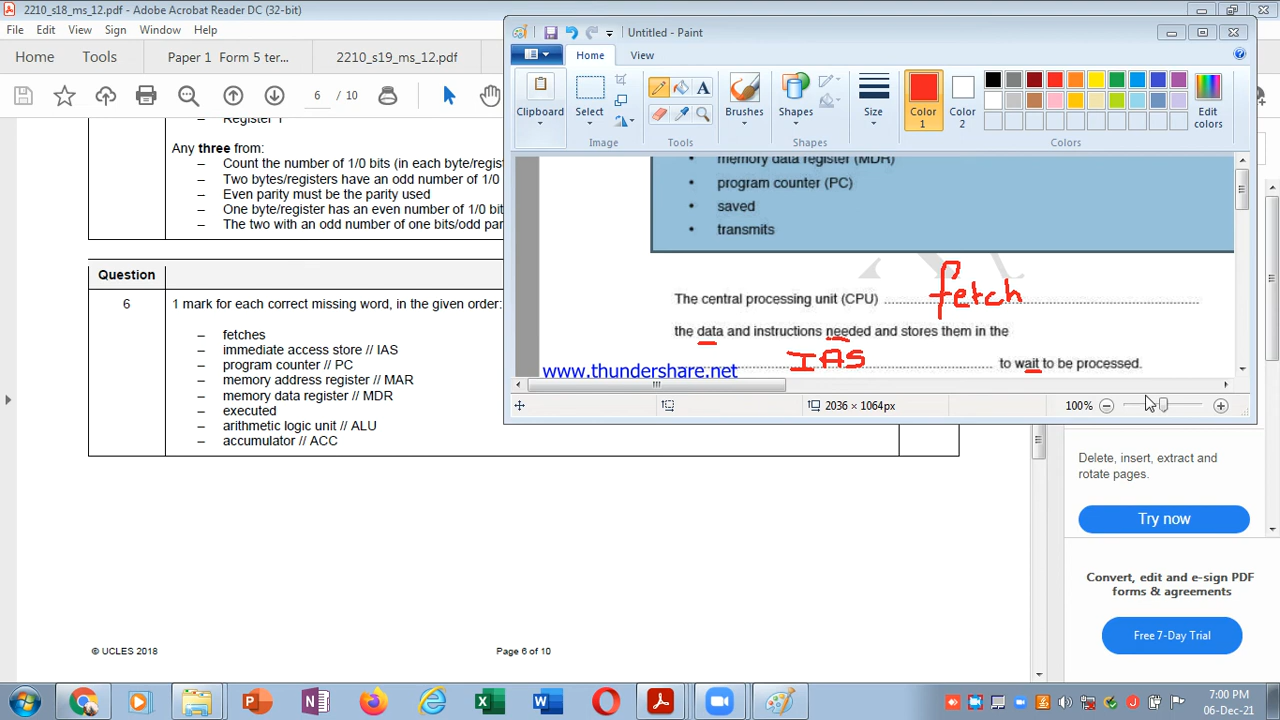 2210_s18_ms_12.pdf - Adobe Acrobat Reader DC (32-bit)
File Edit View Sign Window Help
Home Tools Paper 1 Form 5 ter... 2210_s19_ms_12.pdf
6 / 10
Register 1
Any three from:
– Count the number of 1/0 bits (in each byte/regist
– Two bytes/registers have an odd number of 1/0
– Even parity must be the parity used
– One byte/register has an even number of 1/0 bit
– The two with an odd number of one bits/odd par
Question
6 1 mark for each correct missing word, in the given order:
– fetches
– immediate access store // IAS
– program counter // PC
– memory address register // MAR
– memory data register // MDR
– executed
– arithmetic logic unit // ALU
– accumulator // ACC
© UCLES 2018 Page 6 of 10
Untitled - Paint
Home View
Clipboard Select Brushes Shapes Size Color 1 Color 2 Edit colors
Image Tools Shapes Colors
• memory data register (MDR)
• program counter (PC)
• saved
• transmits
The central processing unit (CPU) fetch
the data and instructions needed and stores them in the
IAS to wait to be processed.
www.thundershare.net
2036 × 1064px 100%
Delete, insert, extract and
rotate pages.
Try now
Convert, edit and e-sign PDF
forms & agreements
Free 7-Day Trial
7:00 PM
06-Dec-21